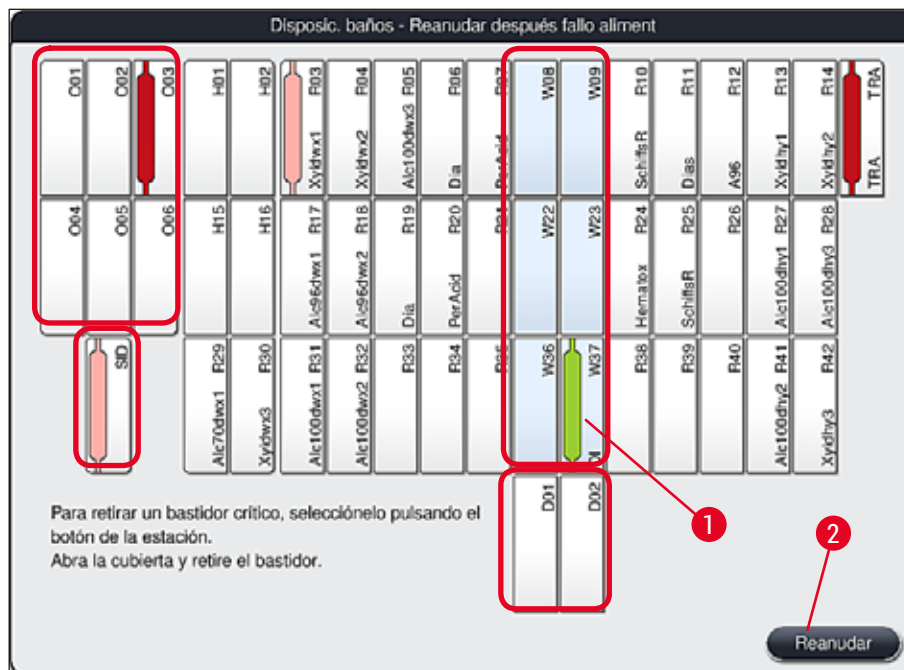 Disposic. baños - Reanudar después fallo aliment
O01
O02
O03
H01
H02
R03
Xyldwx1
R04
Xyldwx2
R05
Alc100dwx3
R06
Dia
R07
PerAcid
W08
W09
R10
SchiffsR
R11
Dias
R12
A96
R13
Xyldhy1
R14
Xyldhy2
TRA
TRA
O04
O05
O06
H15
H16
R17
Alc96dwx1
R18
Alc96dwx2
R19
Dia
R20
PerAcid
R21
W22
W23
R24
Hematox
R25
SchiffsR
R26
R27
Alc100dhy1
R28
Alc100dhy3
SID
R29
Alc70dwx1
R30
Xyldwx3
R31
Alc100dwx1
R32
Alc100dwx2
R33
R34
R35
W36
W37
DI
R38
R39
R40
R41
Alc100dhy2
R42
Xyldhy3
D01
D02
Para retirar un bastidor crítico, selecciónelo pulsando el
botón de la estación.
Abra la cubierta y retire el bastidor.
1
2
Reanudar